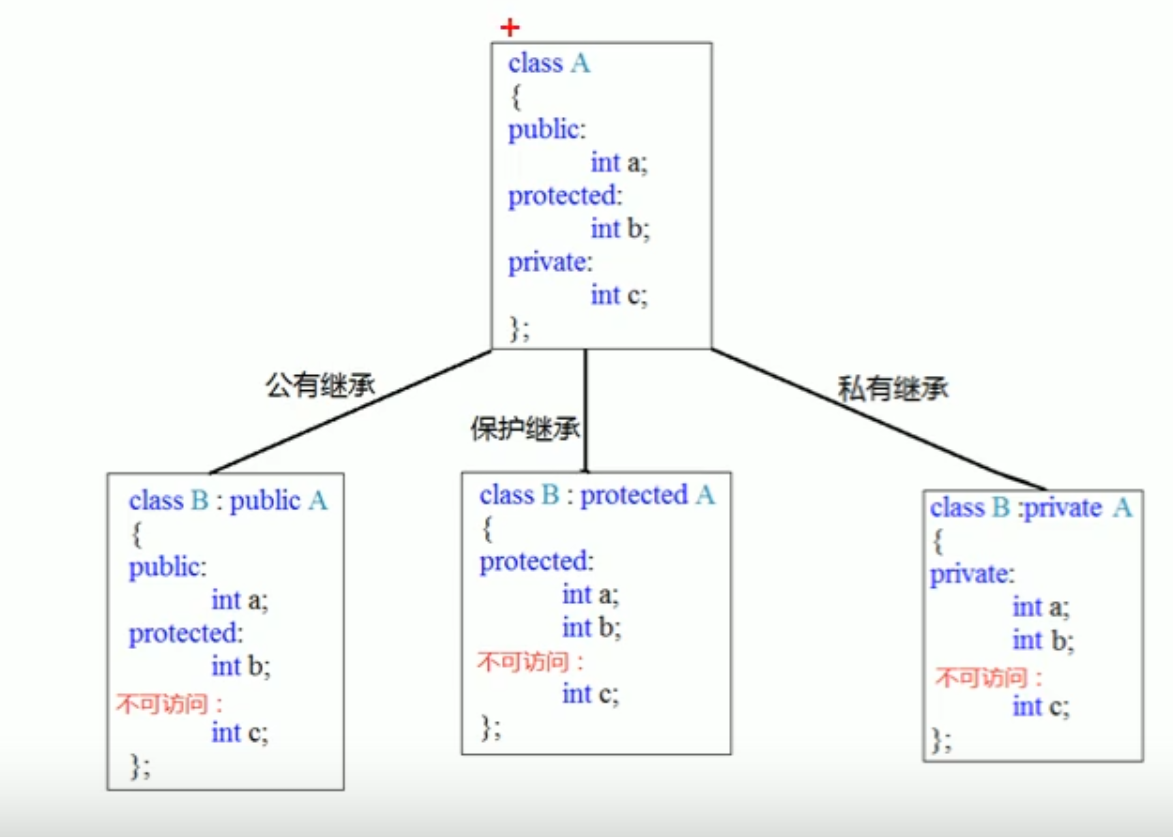 class A
{
public:
int a;
protected:
int b;
private:
int c;
};
公有继承
保护继承
私有继承
class B : public A
{
public:
int a;
protected:
int b;
不可访问：
int c;
};
class B : protected A
{
protected:
int a;
int b;
不可访问：
int c;
};
class B :private A
{
private:
int a;
int b;
不可访问：
int c;
};